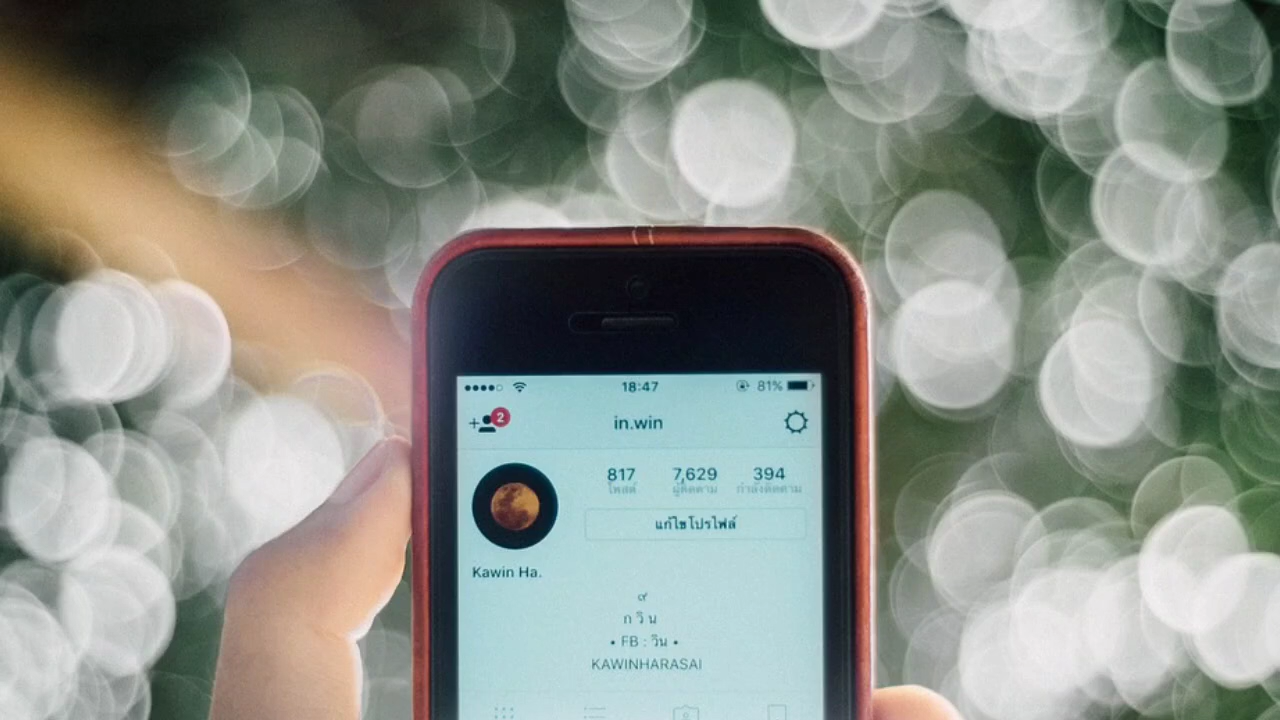 18:47 81%
2 in.win
817 7,629 394
โพสต์ ผู้ติดตาม กำลังติดตาม
แก้ไขโปรไฟล์
Kawin Ha.
๙
ก วิ น
• FB : วิน •
KAWINHARASAI